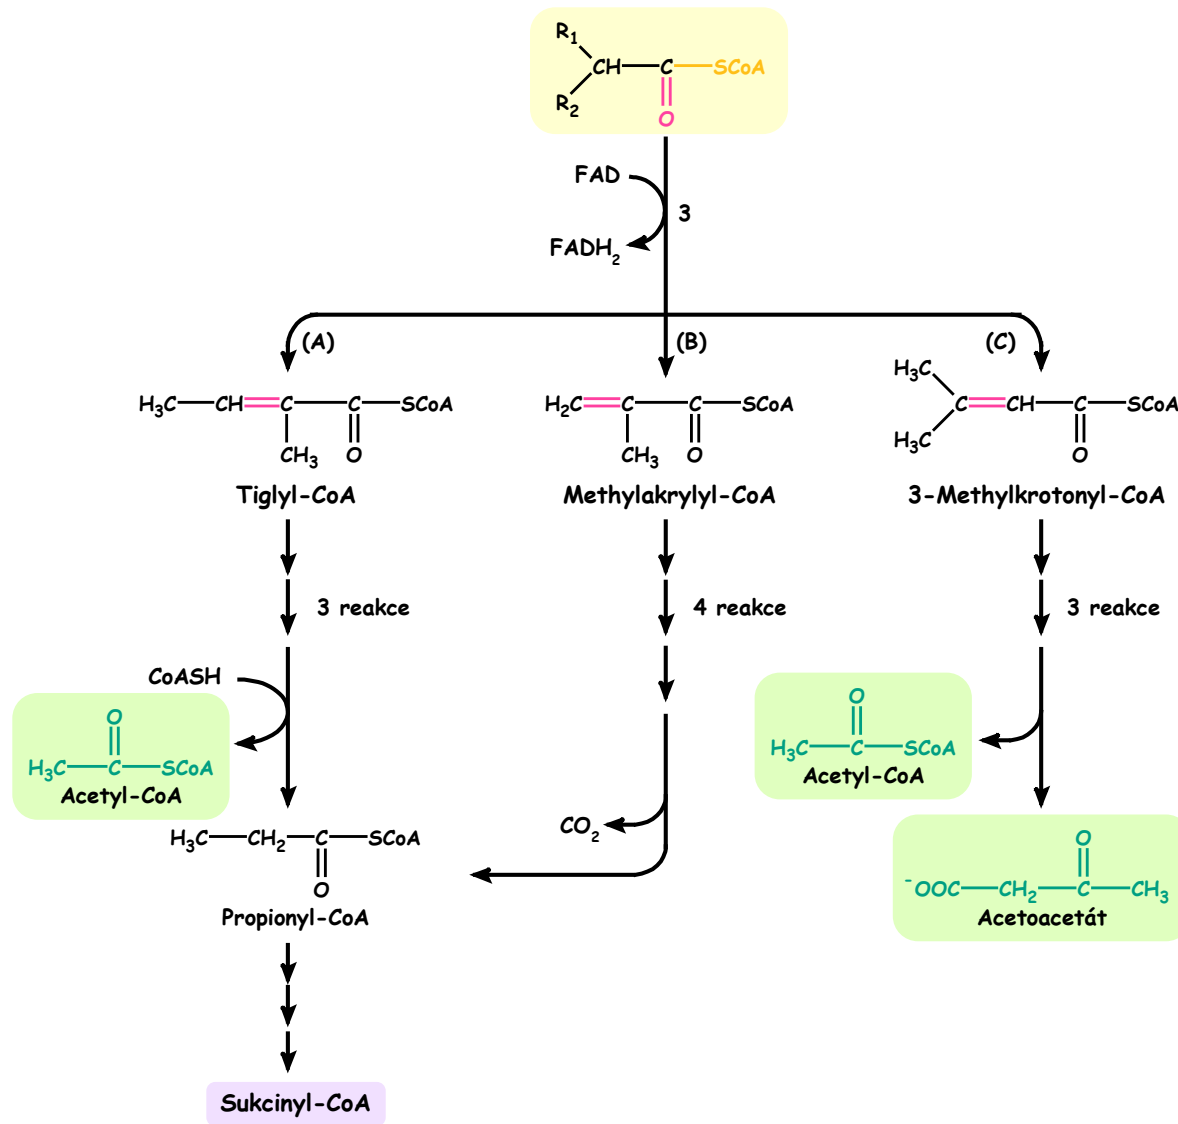 R1
CH C SCoA
R2
O
FAD
3
FADH2
(A) (B) (C)
H3C CH C C SCoA
CH3 O
Tiglyl-CoA
H2C C C SCoA
CH3 O
Methylakrylyl-CoA
H3C
C CH C SCoA
H3C
O
3-Methylkrotonyl-CoA
3 reakce
4 reakce
3 reakce
CoASH
O
H3C C SCoA
Acetyl-CoA
O
H3C C SCoA
Acetyl-CoA
CO2
H3C CH2 C SCoA
O
Propionyl-CoA
O
-OOC CH2 C CH3
Acetoacetát
Sukcinyl-CoA